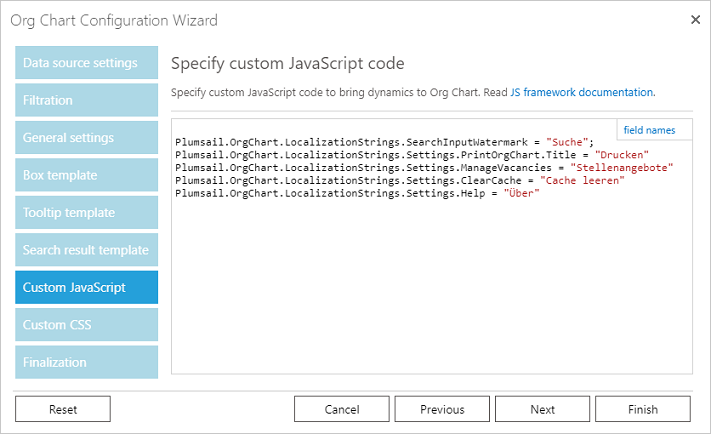 Org Chart Configuration Wizard
Data source settings
Filtration
General settings
Box template
Tooltip template
Search result template
Custom JavaScript
Custom CSS
Finalization
Specify custom JavaScript code
Specify custom JavaScript code to bring dynamics to Org Chart. Read JS framework documentation.
field names
Plumsail.OrgChart.LocalizationStrings.SearchInputWatermark = "Suche";
Plumsail.OrgChart.LocalizationStrings.Settings.PrintOrgChart.Title = "Drucken"
Plumsail.OrgChart.LocalizationStrings.Settings.ManageVacancies = "Stellenangebote"
Plumsail.OrgChart.LocalizationStrings.Settings.ClearCache = "Cache leeren"
Plumsail.OrgChart.LocalizationStrings.Settings.Help = "Über"
Reset
Cancel
Previous
Next
Finish